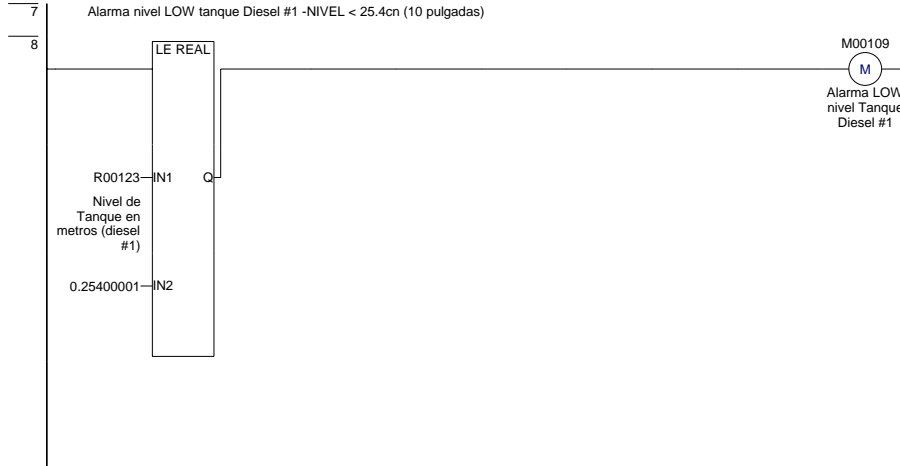 7
Alarma nivel LOW tanque Diesel #1 -NIVEL < 25.4cn (10 pulgadas)
8
LE REAL
M00109
M
Alarma LOW
nivel Tanque
Diesel #1
R00123
IN1
Q
Nivel de
Tanque en
metros (diesel
#1)
0.25400001
IN2